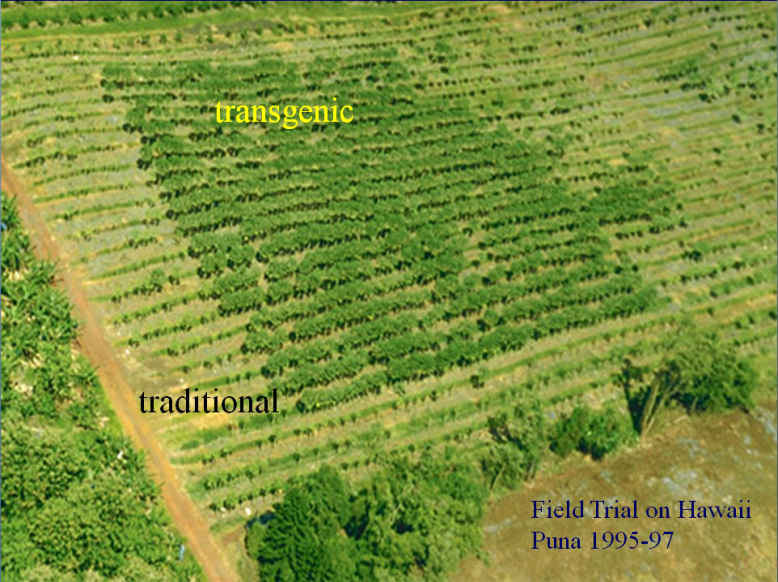 transgenic
traditional
Field Trial on Hawaii
Puna 1995-97